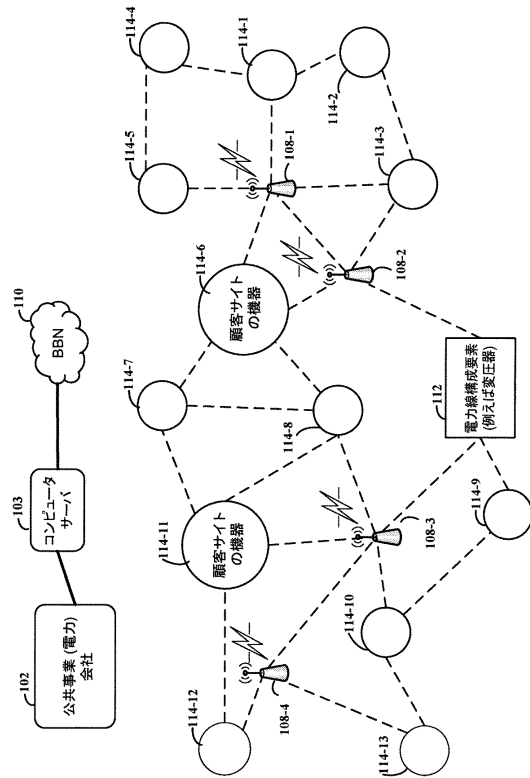 102
公共事業 (電力)
会社
103
コンピュータ
サーバ
110
BBN
114-12
114-11
顧客サイト
の機器
114-7
114-6
顧客サイト
の機器
114-5
114-4
114-1
108-1
114-2
114-3
108-2
114-8
108-4
108-3
112
電力線構成要素
(例えば変圧器)
114-13
114-10
114-9